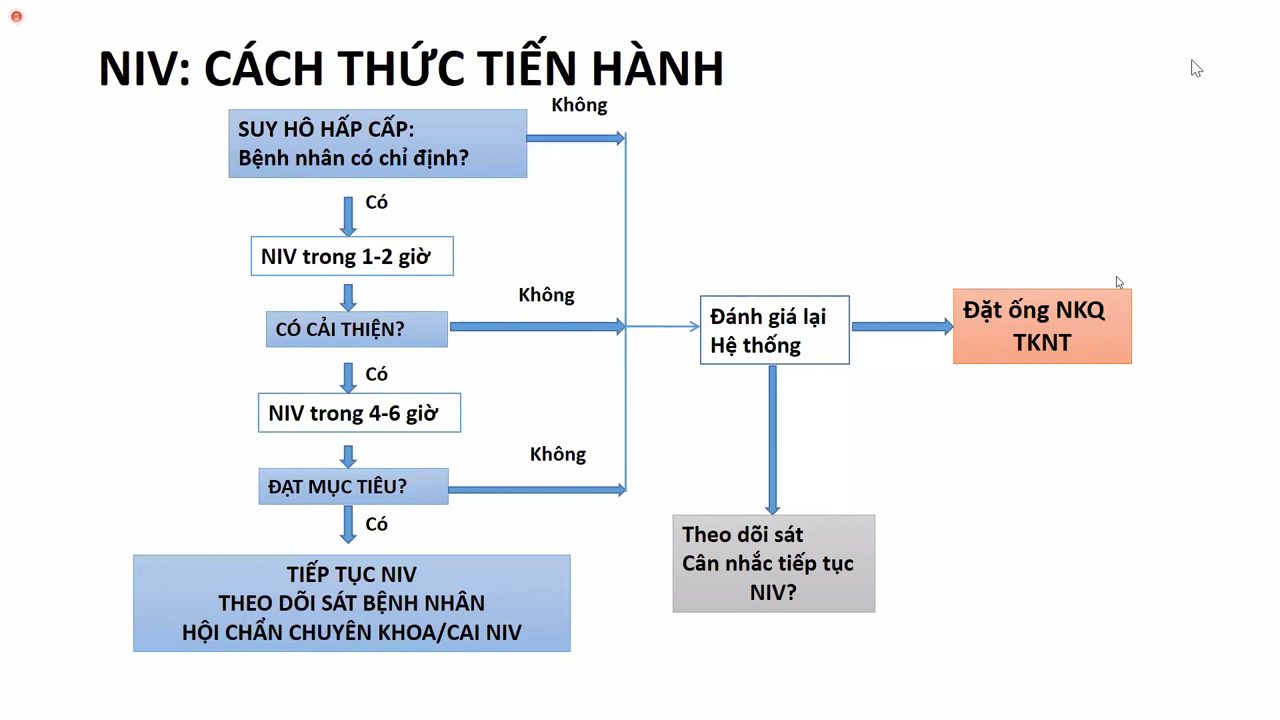 NIV: CÁCH THỨC TIẾN HÀNH
Không
SUY HÔ HẤP CẤP:
Bệnh nhân có chỉ định?
Có
NIV trong 1-2 giờ
Không
CÓ CẢI THIỆN?
Đánh giá lại
Hệ thống
Đặt ống NKQ
TKNT
Có
NIV trong 4-6 giờ
Không
ĐẠT MỤC TIÊU?
Có
Theo dõi sát
Cân nhắc tiếp tục
NIV?
TIẾP TỤC NIV
THEO DÕI SÁT BỆNH NHÂN
HỘI CHẨN CHUYÊN KHOA/CAI NIV